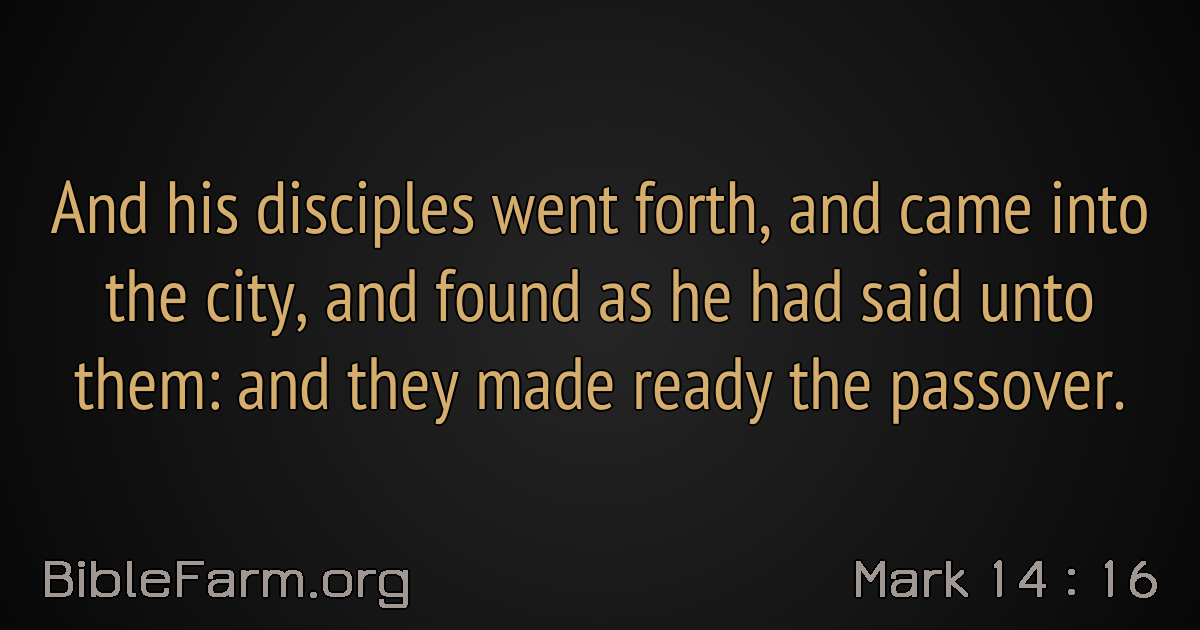 And his disciples went forth, and came into
the city, and found as he had said unto
them: and they made ready the passover.
BibleFarm.org
Mark 14 : 16